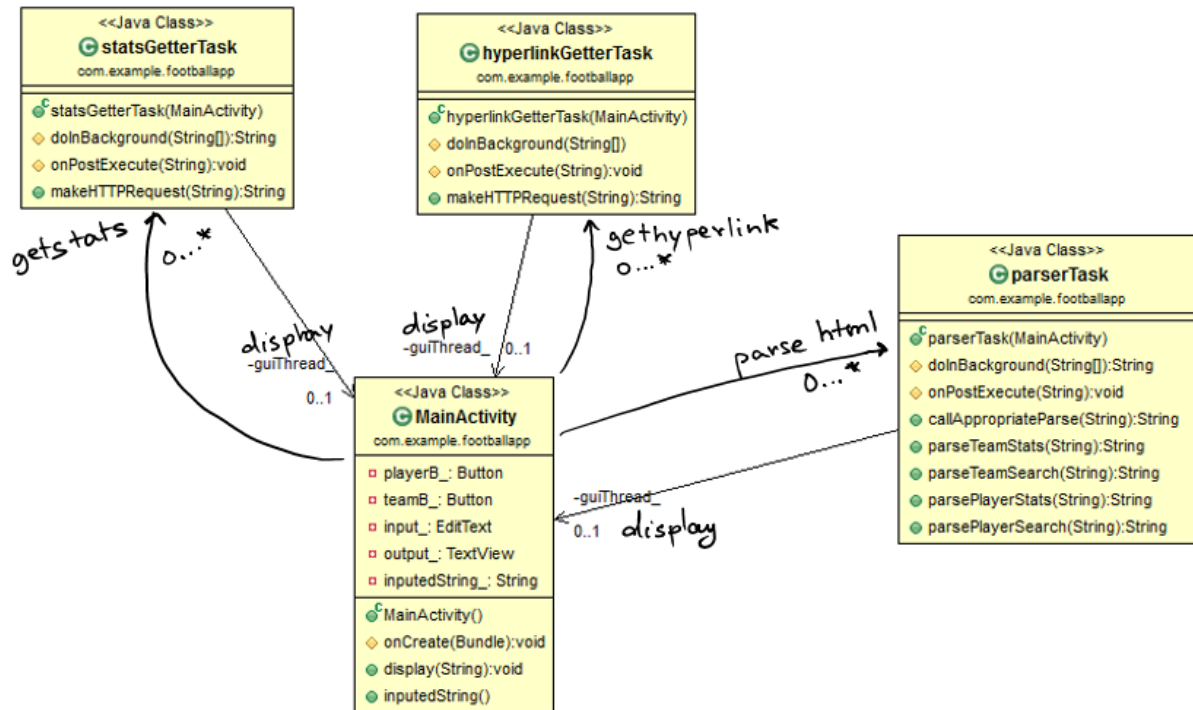 <<Java Class>>
statsGetterTask
com.example.footballapp
statsGetterTask(MainActivity)
doInBackground(String[]):String
onPostExecute(String):void
makeHTTPRequest(String):String
<<Java Class>>
hyperlinkGetterTask
com.example.footballapp
hyperlinkGetterTask(MainActivity)
doInBackground(String[])
onPostExecute(String):void
makeHTTPRequest(String):String
getstats
0...*
gethyperlink
0...*
display
-guiThread_
0..1
display
-guiThread_
0..1
parse html
0...*
<<Java Class>>
parserTask
com.example.footballapp
parserTask(MainActivity)
doInBackground(String[]):String
onPostExecute(String):void
callAppropriateParse(String):String
parseTeamStats(String):String
parseTeamSearch(String):String
parsePlayerStats(String):String
parsePlayerSearch(String):String
<<Java Class>>
MainActivity
com.example.footballapp
playerB_: Button
teamB_: Button
input_: EditText
output_: TextView
inputedString_: String
MainActivity()
onCreate(Bundle):void
display(String):void
inputedString()
-guiThread_
0..1
display